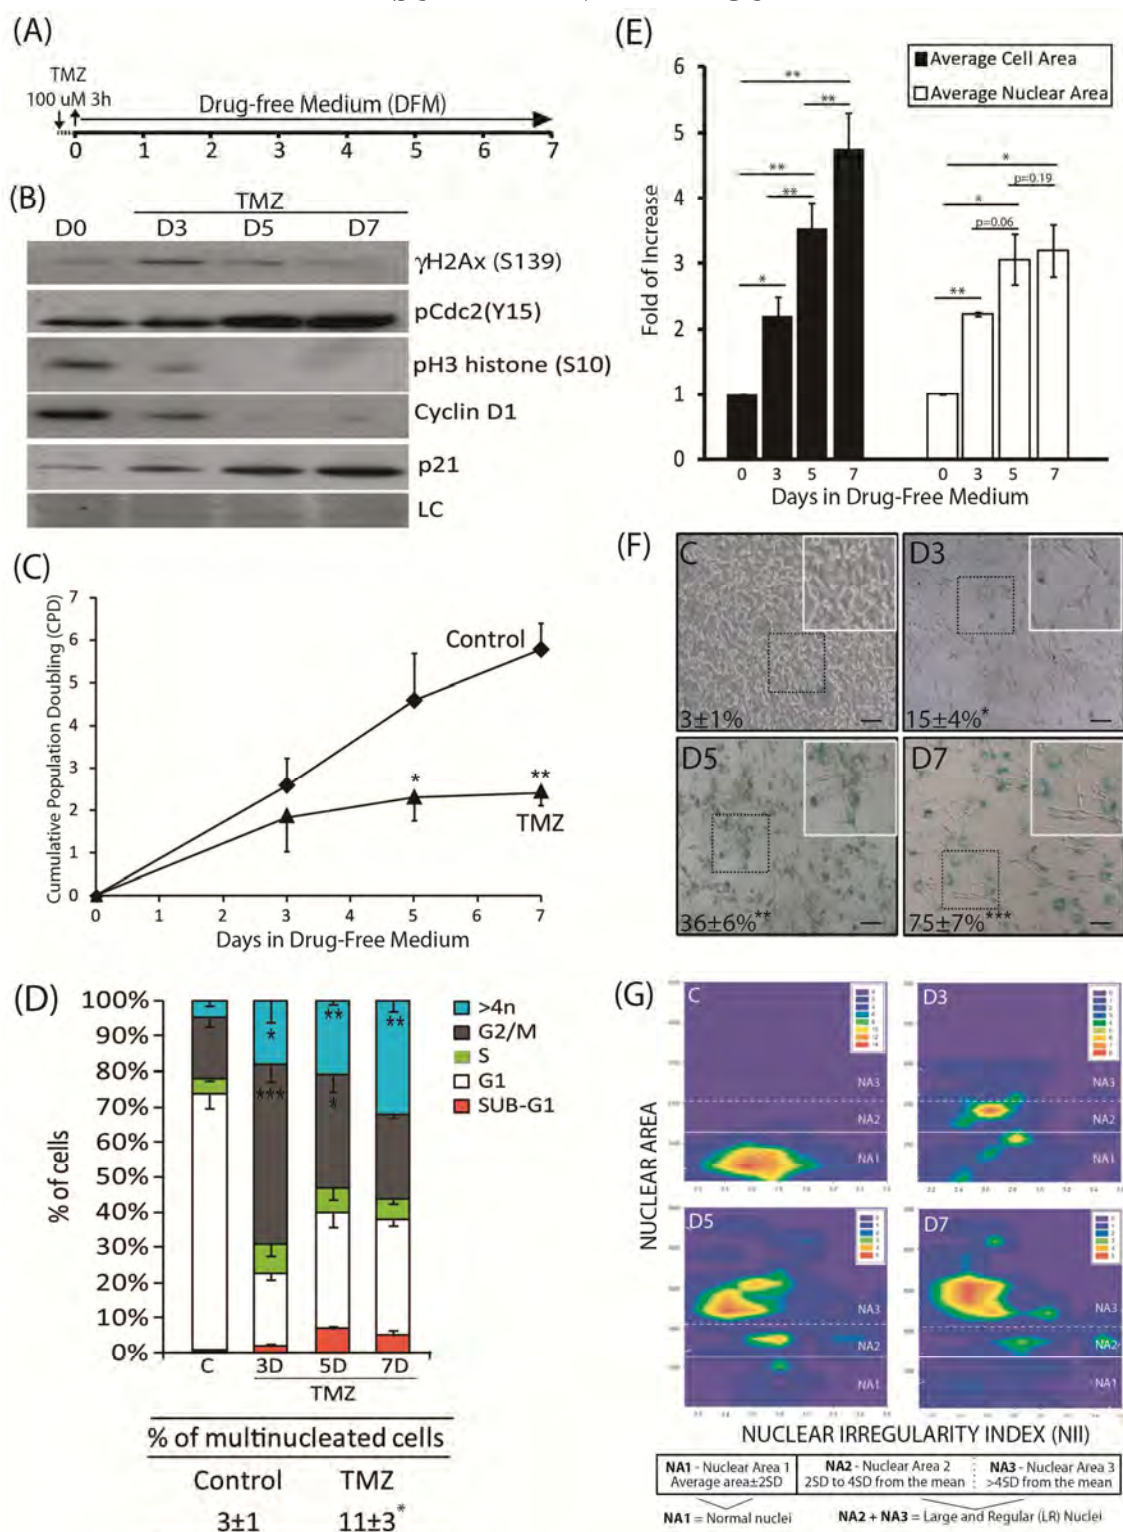 (A)
TMZ
100 uM 3h
Drug-free Medium (DFM)
0 1 2 3 4 5 6 7
(B)
TMZ
D0 D3 D5 D7
γH2Ax (S139)
pCdc2(Y15)
pH3 histone (S10)
Cyclin D1
p21
LC
(C)
Cumulative Population Doubling (CPD)
7
6
5
4
3
2
1
0
Control
*
**
TMZ
0 1 2 3 4 5 6 7
Days in Drug-Free Medium
(D)
% of cells
100%
90%
80%
70%
60%
50%
40%
30%
20%
10%
0%
* ** **
*** *
>4n
G2/M
S
G1
SUB-G1
C 3D 5D 7D
TMZ
% of multinucleated cells
Control TMZ
3±1 11±3*
(E)
Average Cell Area
Average Nuclear Area
Fold of Increase
6
5
4
3
2
1
0
**
**
**
**
*
*
p=0.19
*
p=0.06
**
0 3 5 7 0 3 5 7
Days in Drug-Free Medium
(F)
C
3±1%
D3
15±4%*
D5
36±6%**
D7
75±7%***
(G)
NUCLEAR AREA
C
NA3
NA2
NA1
D3
NA3
NA2
NA1
D5
NA3
NA2
NA1
D7
NA3
NA2
NA1
NUCLEAR IRREGULARITY INDEX (NII)
NA1 - Nuclear Area 1
Average area±2SD
NA2 - Nuclear Area 2
2SD to 4SD from the mean
NA3 - Nuclear Area 3
>4SD from the mean
NA1 = Normal nuclei
NA2 + NA3 = Large and Regular (LR) Nuclei